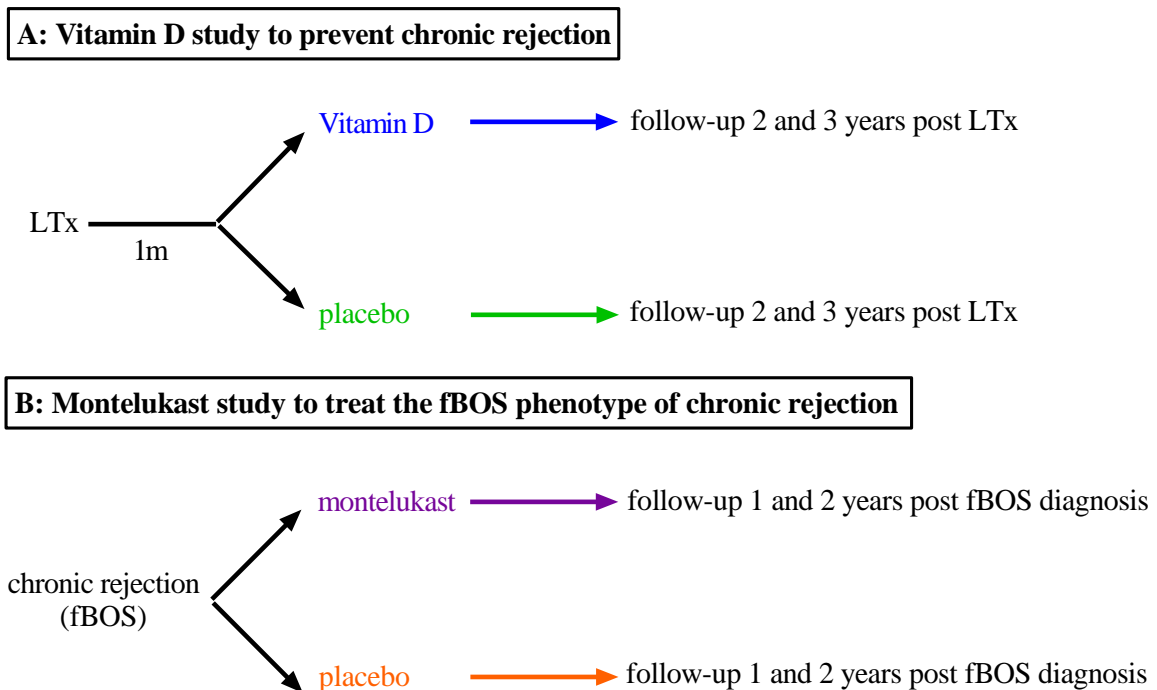 A: Vitamin D study to prevent chronic rejection
Vitamin D
follow-up 2 and 3 years post LTx
LTx
1m
placebo
follow-up 2 and 3 years post LTx
B: Montelukast study to treat the fBOS phenotype of chronic rejection
montelukast
follow-up 1 and 2 years post fBOS diagnosis
chronic rejection
(fBOS)
placebo
follow-up 1 and 2 years post fBOS diagnosis